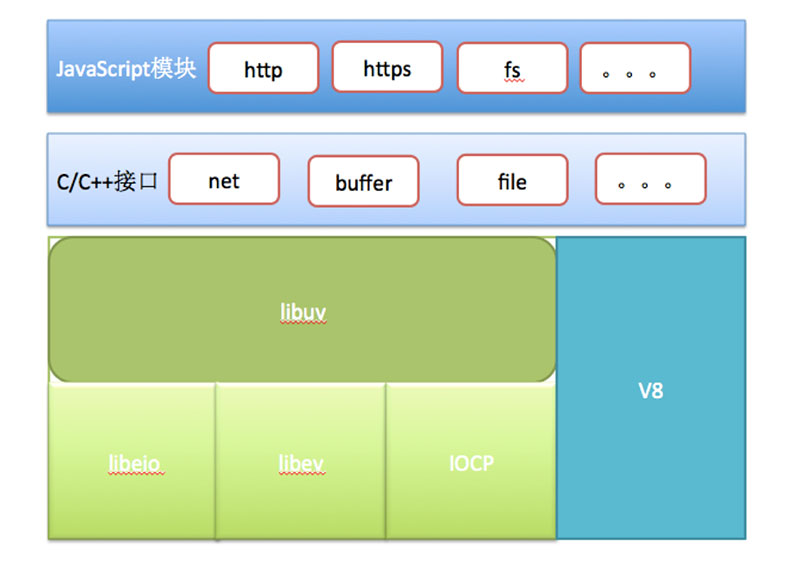 JavaScript模块 http https fs 。。。
C/C++接口 net buffer file 。。。
libuv
V8
libeio libev IOCP